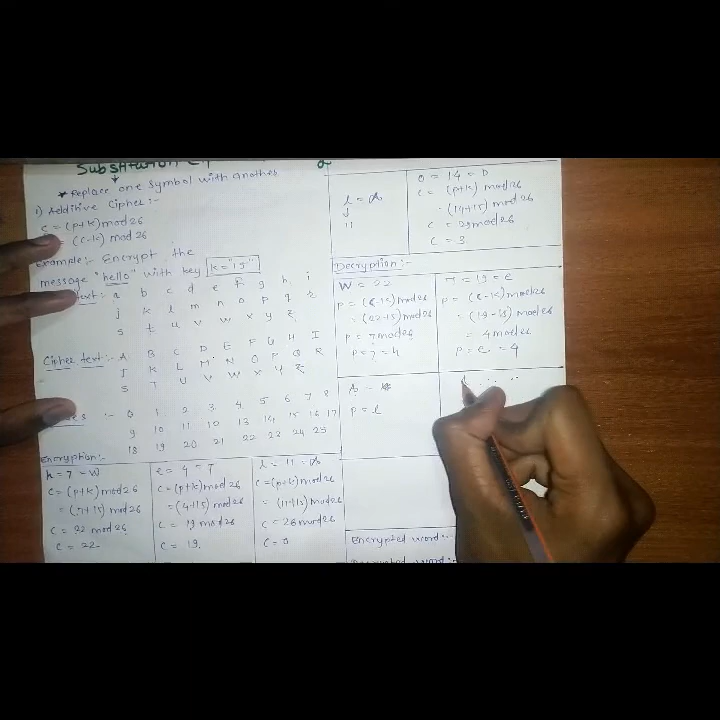 Substitution
* Replace one symbol with another
1) Additive Cipher:-
C = (P+K) mod 26
(C-K) mod 26
Example:- Encrypt the
message "hello" with key K="15"
text: a b c d e f g h i
j k l m n o p q r
s t u v w x y z
Cipher text:- A B C D E F G H I
J K L M N O P Q R
S T U V W X Y Z
:- 0 1 2 3 4 5 6 7 8
9 10 11 10 13 14 15 16 17
18 19 20 21 22 23 24 25
Encryption:-
h = 7 = W
C = (P+K) mod 26
= (7+15) mod 26
C = 22 mod 26
C = 22
e = 4 = T
C = (P+K) mod 26
= (4+15) mod 26
C = 19 mod 26
C = 19.
l = 11 = A
C = (P+K) mod 26
= (11+15) mod 26
C = 26 mod 26
C = 0
l = A
11
o = 14 = D
C = (P+K) mod 26
= (14+15) mod 26
C = 29 mod 26
C = 3
Decryption:-
W = 22
P = (C-K) mod 26
= (22-15) mod 26
P = 7 mod 26
P = 7 = h
T = 19 = e
P = (C-K) mod 26
= (19-15) mod 26
= 4 mod 26
P = e = 4
A -
P = l
Encrypted word:-
Decrypted word:-